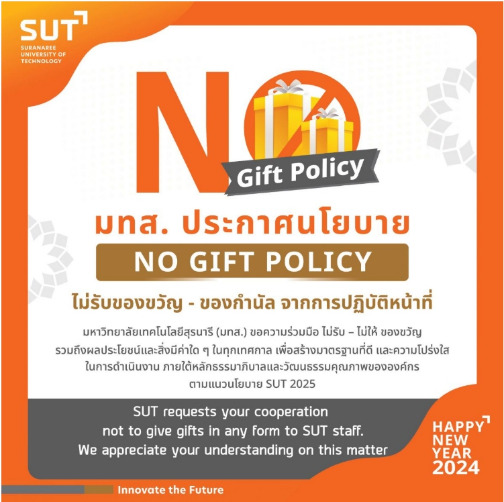 SUT
SURANAREE
UNIVERSITY OF
TECHNOLOGY
NO
Gift Policy
มทส. ประกาศนโยบาย
NO GIFT POLICY
ไม่รับของขวัญ - ของกำนัล จากการปฏิบัติหน้าที่
มหาวิทยาลัยเทคโนโลยีสุรนารี (มทส.) ขอความร่วมมือ ไม่รับ – ไม่ให้ ของขวัญ
รวมถึงผลประโยชน์และสิ่งมีค่าใด ๆ ในทุกเทศกาล เพื่อสร้างมาตรฐานที่ดี และความโปร่งใส
ในการดำเนินงาน ภายใต้หลักธรรมาภิบาลและวัฒนธรรมคุณภาพขององค์กร
ตามแนวนโยบาย SUT 2025
SUT requests your cooperation
not to give gifts in any form to SUT staff.
We appreciate your understanding on this matter
HAPPY
NEW
YEAR
2024
Innovate the Future